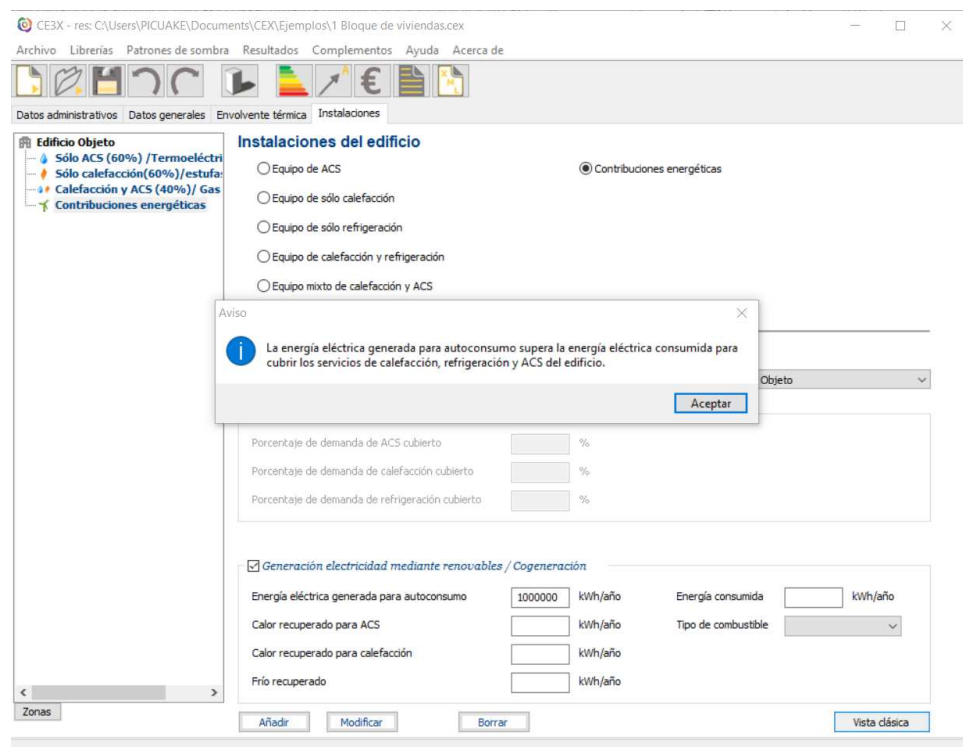 CE3X - res: C:\Users\PICUAKE\Documents\CEX\Ejemplos\1 Bloque de viviendas.cex
Archivo Librerías Patrones de sombra Resultados Complementos Ayuda Acerca de
Datos administrativos Datos generales Envolvente térmica Instalaciones
Edificio Objeto
Sólo ACS (60%) /Termoeléctri
Sólo calefacción(60%)/estufa
Calefacción y ACS (40%)/ Gas
Contribuciones energéticas
Instalaciones del edificio
Equipo de ACS
Contribuciones energéticas
Equipo de sólo calefacción
Equipo de sólo refrigeración
Equipo de calefacción y refrigeración
Equipo mixto de calefacción y ACS
Aviso
La energía eléctrica generada para autoconsumo supera la energía eléctrica consumida para
cubrir los servicios de calefacción, refrigeración y ACS del edificio.
Aceptar
Objeto
Porcentaje de demanda de ACS cubierto %
Porcentaje de demanda de calefacción cubierto %
Porcentaje de demanda de refrigeración cubierto %
Generación electricidad mediante renovables / Cogeneración
Energía eléctrica generada para autoconsumo 1000000 kWh/año Energía consumida kWh/año
Calor recuperado para ACS kWh/año Tipo de combustible
Calor recuperado para calefacción kWh/año
Frío recuperado kWh/año
Zonas
Añadir Modificar Borrar Vista clásica